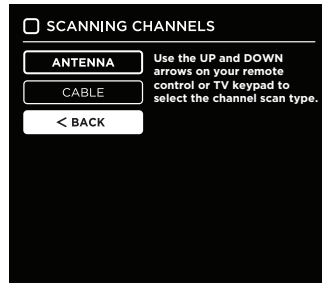 SCANNING CHANNELS
ANTENNA
CABLE
< BACK
Use the UP and DOWN
arrows on your remote
control or TV keypad to
select the channel scan type.